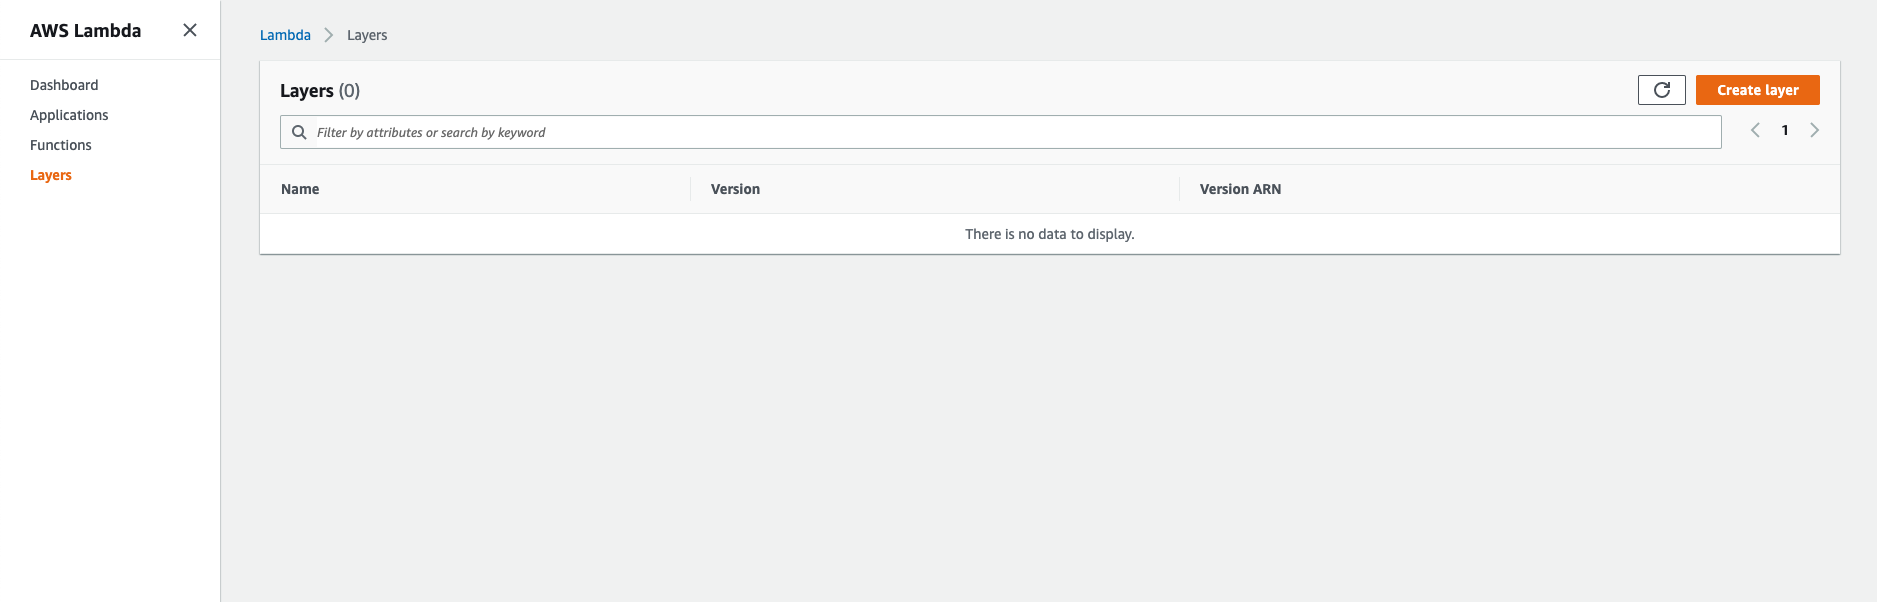 AWS Lambda
Dashboard
Applications
Functions
Layers
Lambda > Layers
Layers (0)
Create layer
Filter by attributes or search by keyword
1
Name Version Version ARN
There is no data to display.